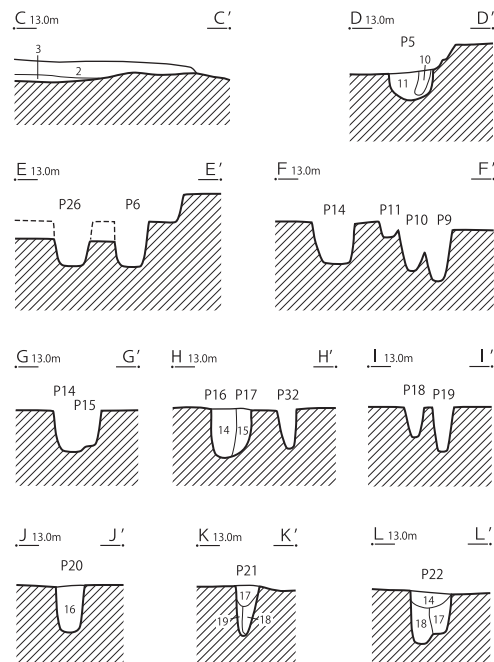 C 13.0m C′
3
2
D 13.0m D′
P5
10
11
E 13.0m E′
P26 P6
F 13.0m F′
P14 P11 P10 P9
G 13.0m G′
P14
P15
H 13.0m H′
P16 P17 P32
14 15
I 13.0m I′
P18 P19
J 13.0m J′
P20
16
K 13.0m K′
P21
17
19 18
L 13.0m L′
P22
14
18 17